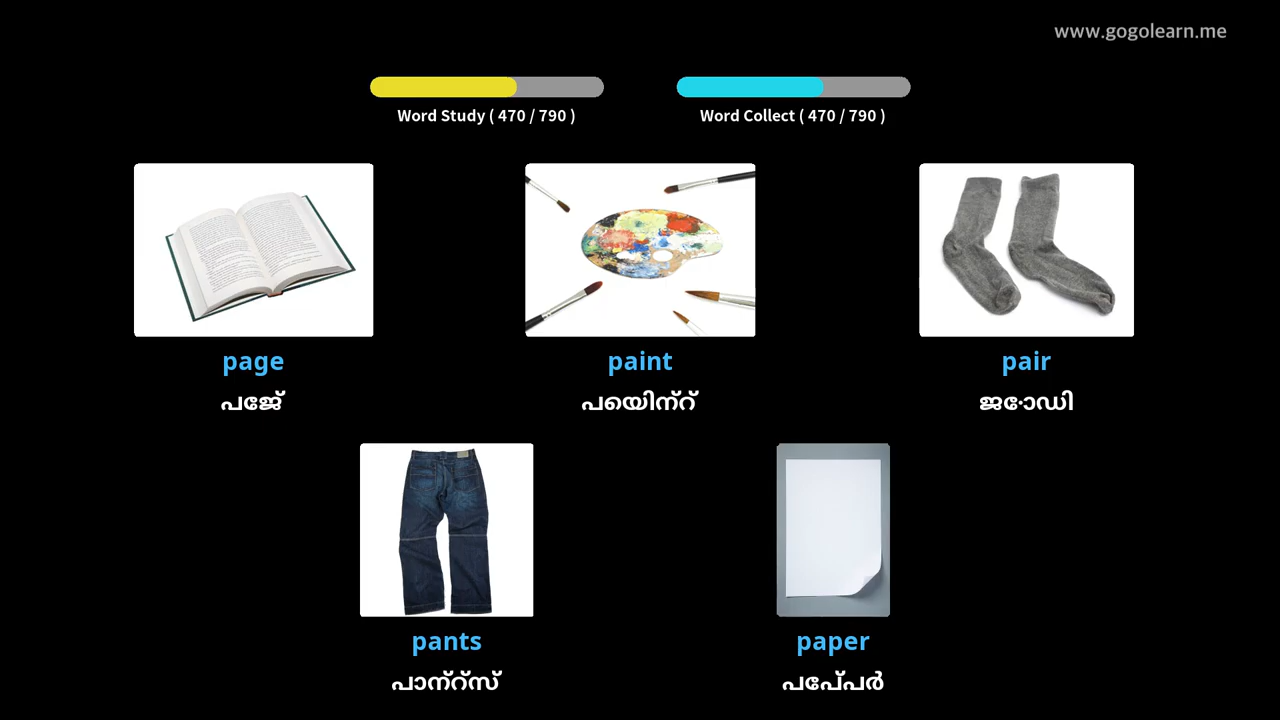 www.gogolearn.me
Word Study ( 470 / 790 )
Word Collect ( 470 / 790 )
page
paint
pair
പജേ്
പയെിന്റ്
ജോഡി
pants
paper
പാന്റ്സ്
പപേ്പർ